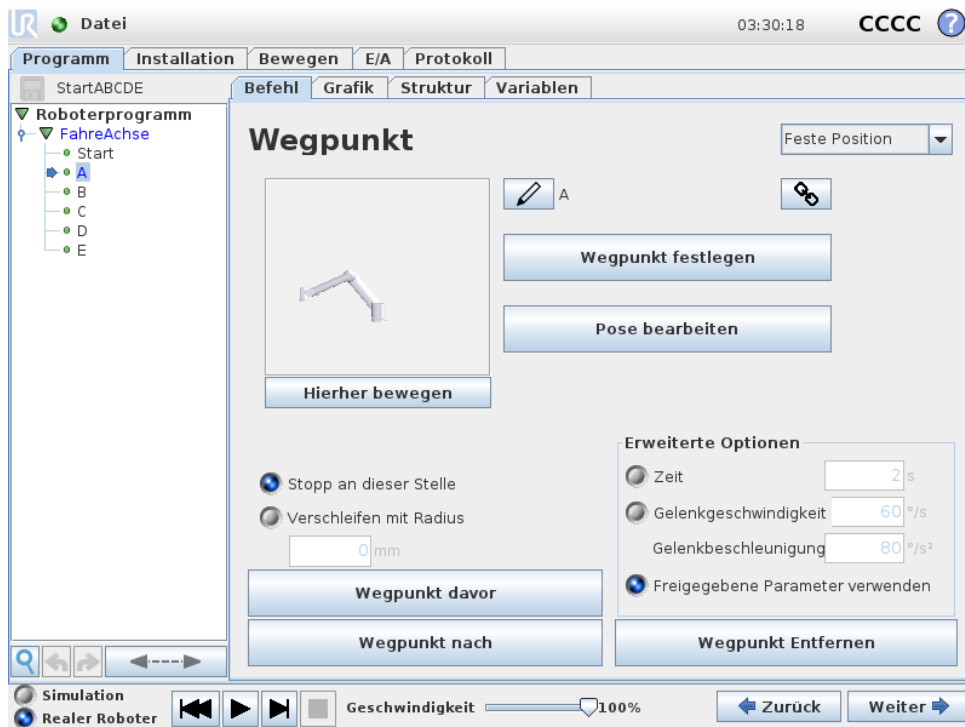 UR Datei 03:30:18 CCCC ?
Programm Installation Bewegen E/A Protokoll
StartABCDE Befehl Grafik Struktur Variablen
Roboterprogramm
FahreAchse
Start
A
B
C
D
E
Wegpunkt Feste Position
A
Wegpunkt festlegen
Pose bearbeiten
Hierher bewegen
Stopp an dieser Stelle
Verschleifen mit Radius
0 mm
Erweiterte Optionen
Zeit 2 s
Gelenkgeschwindigkeit 60 °/s
Gelenkbeschleunigung 80 °/s²
Freigegebene Parameter verwenden
Wegpunkt davor
Wegpunkt nach Wegpunkt Entfernen
Simulation
Realer Roboter Geschwindigkeit 100% Zurück Weiter